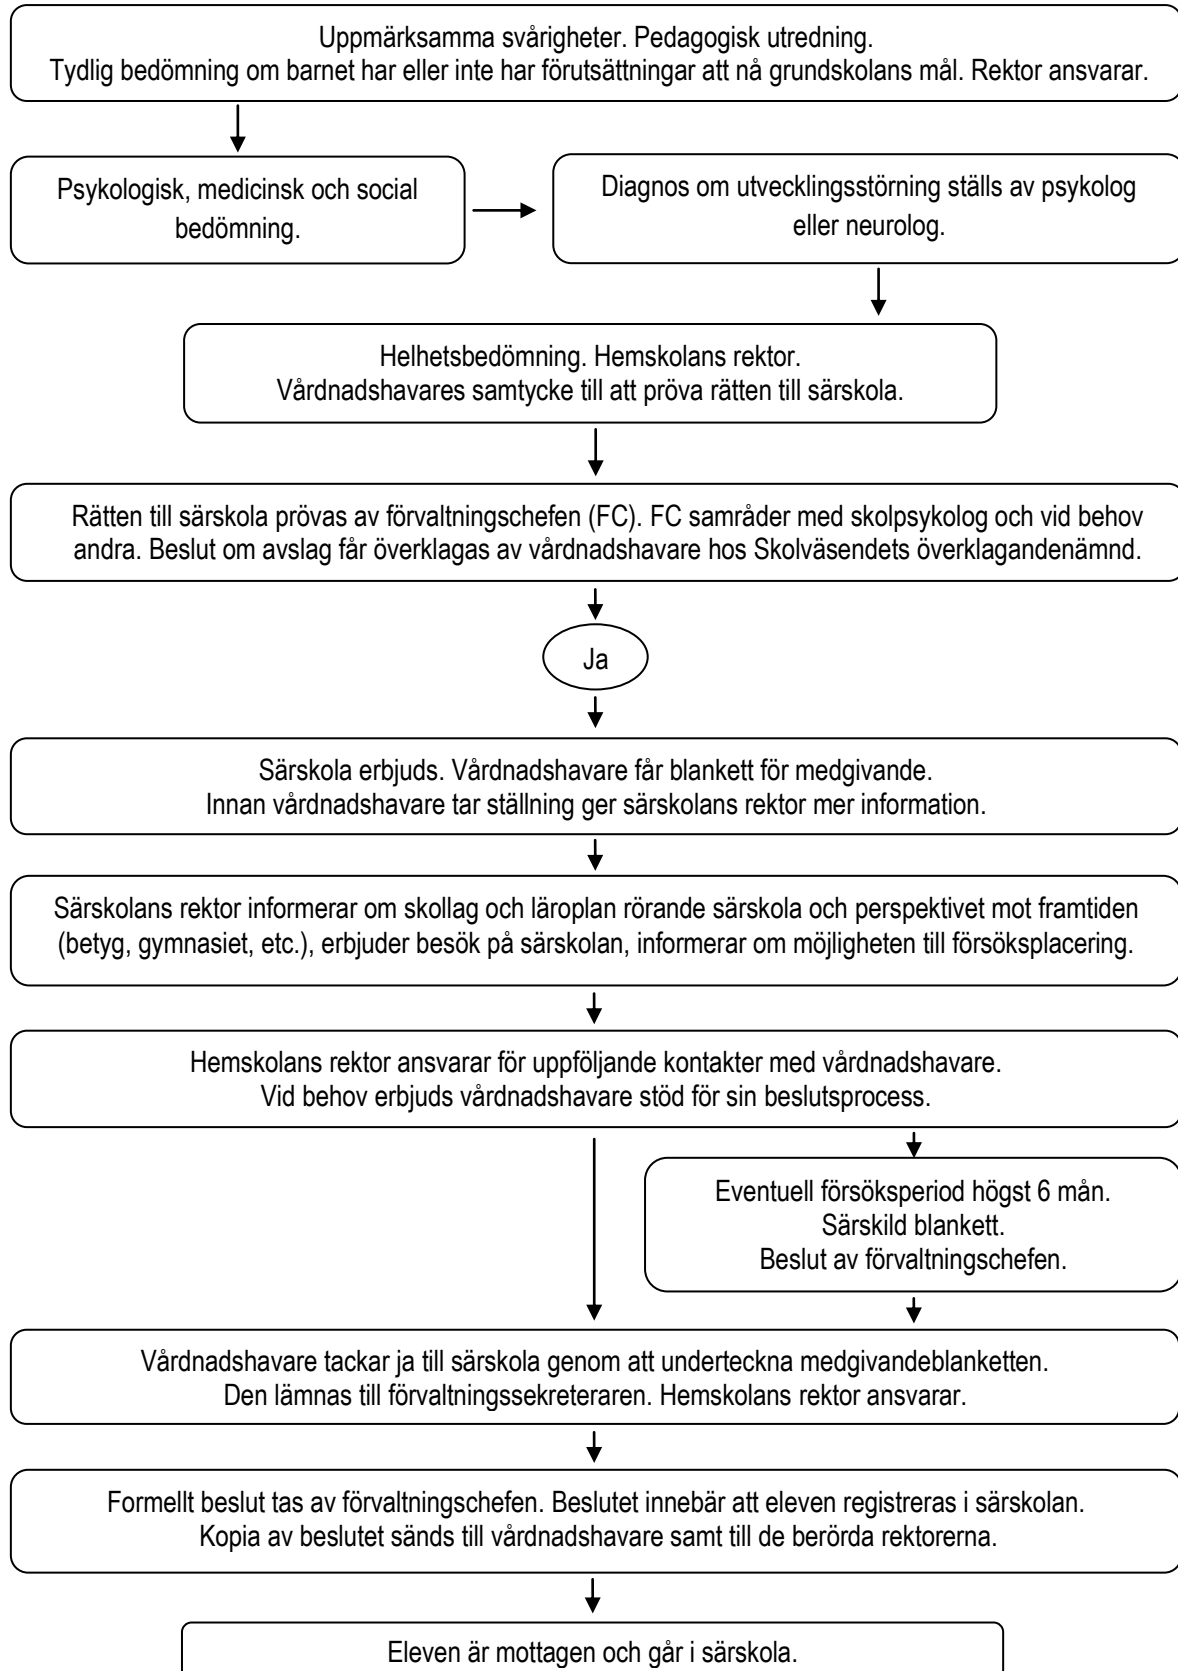 Uppmärksamma svårigheter. Pedagogisk utredning.
Tydlig bedömning om barnet har eller inte har förutsättningar att nå grundskolans mål. Rektor ansvarar.
Psykologisk, medicinsk och social
bedömning.
Diagnos om utvecklingsstörning ställs av psykolog
eller neurolog.
Helhetsbedömning. Hemskolans rektor.
Vårdnadshavares samtycke till att pröva rätten till särskola.
Rätten till särskola prövas av förvaltningschefen (FC). FC samråder med skolpsykolog och vid behov
andra. Beslut om avslag får överklagas av vårdnadshavare hos Skolväsendets överklagandenämnd.
Ja
Särskola erbjuds. Vårdnadshavare får blankett för medgivande.
Innan vårdnadshavare tar ställning ger särskolans rektor mer information.
Särskolans rektor informerar om skollag och läroplan rörande särskola och perspektivet mot framtiden
(betyg, gymnasiet, etc.), erbjuder besök på särskolan, informerar om möjligheten till försöksplacering.
Hemskolans rektor ansvarar för uppföljande kontakter med vårdnadshavare.
Vid behov erbjuds vårdnadshavare stöd för sin beslutsprocess.
Eventuell försöksperiod högst 6 mån.
Särskild blankett.
Beslut av förvaltningschefen.
Vårdnadshavare tackar ja till särskola genom att underteckna medgivandeblanketten.
Den lämnas till förvaltningssekreteraren. Hemskolans rektor ansvarar.
Formellt beslut tas av förvaltningschefen. Beslutet innebär att eleven registreras i särskolan.
Kopia av beslutet sänds till vårdnadshavare samt till de berörda rektorerna.
Eleven är mottagen och går i särskola.